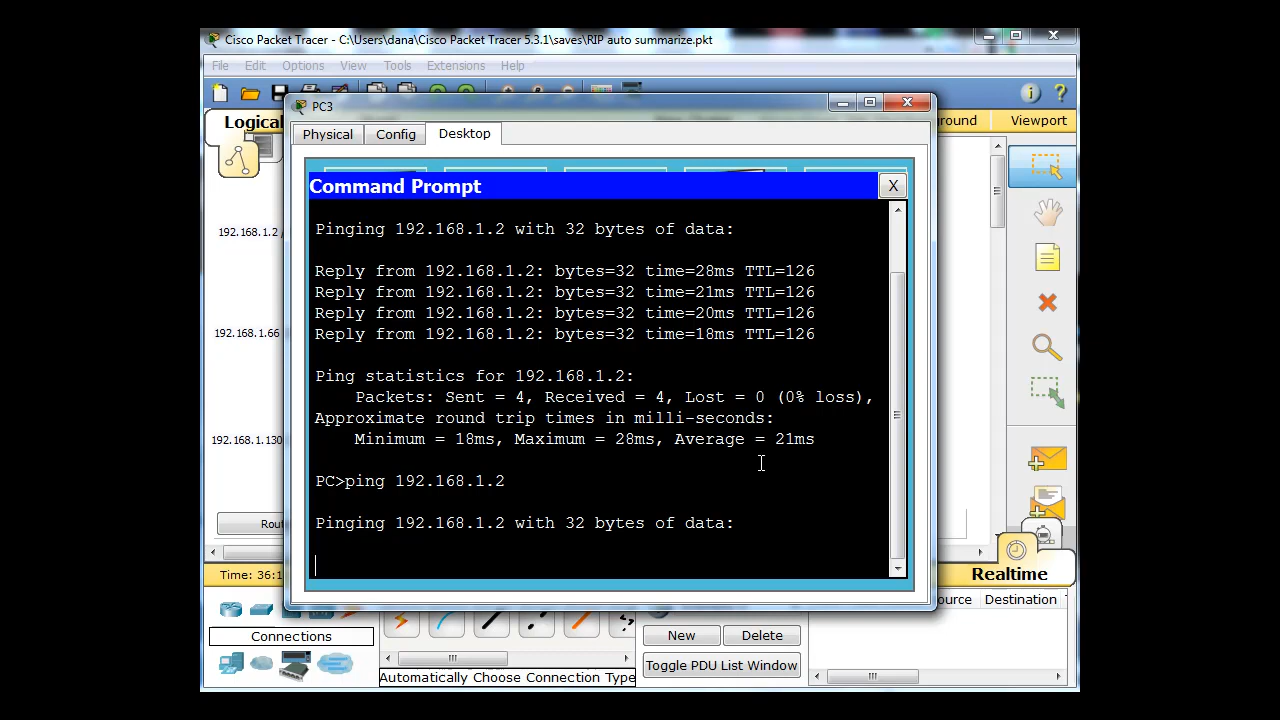 Cisco Packet Tracer - C:\Users\dana\Cisco Packet Tracer 5.3.1\saves\RIP auto summarize.pkt
File Edit Options View Tools Extensions Help
PC3
Logical
Viewport
Physical Config Desktop
Command Prompt
X
192.168.1.2
192.168.1.66
192.168.1.130
Pinging 192.168.1.2 with 32 bytes of data:
Reply from 192.168.1.2: bytes=32 time=28ms TTL=126
Reply from 192.168.1.2: bytes=32 time=21ms TTL=126
Reply from 192.168.1.2: bytes=32 time=20ms TTL=126
Reply from 192.168.1.2: bytes=32 time=18ms TTL=126
Ping statistics for 192.168.1.2:
Packets: Sent = 4, Received = 4, Lost = 0 (0% loss),
Approximate round trip times in milli-seconds:
Minimum = 18ms, Maximum = 28ms, Average = 21ms
PC>ping 192.168.1.2
Pinging 192.168.1.2 with 32 bytes of data:
Time: 36:1
Realtime
Destination
Connections
New Delete
Toggle PDU List Window
Automatically Choose Connection Type